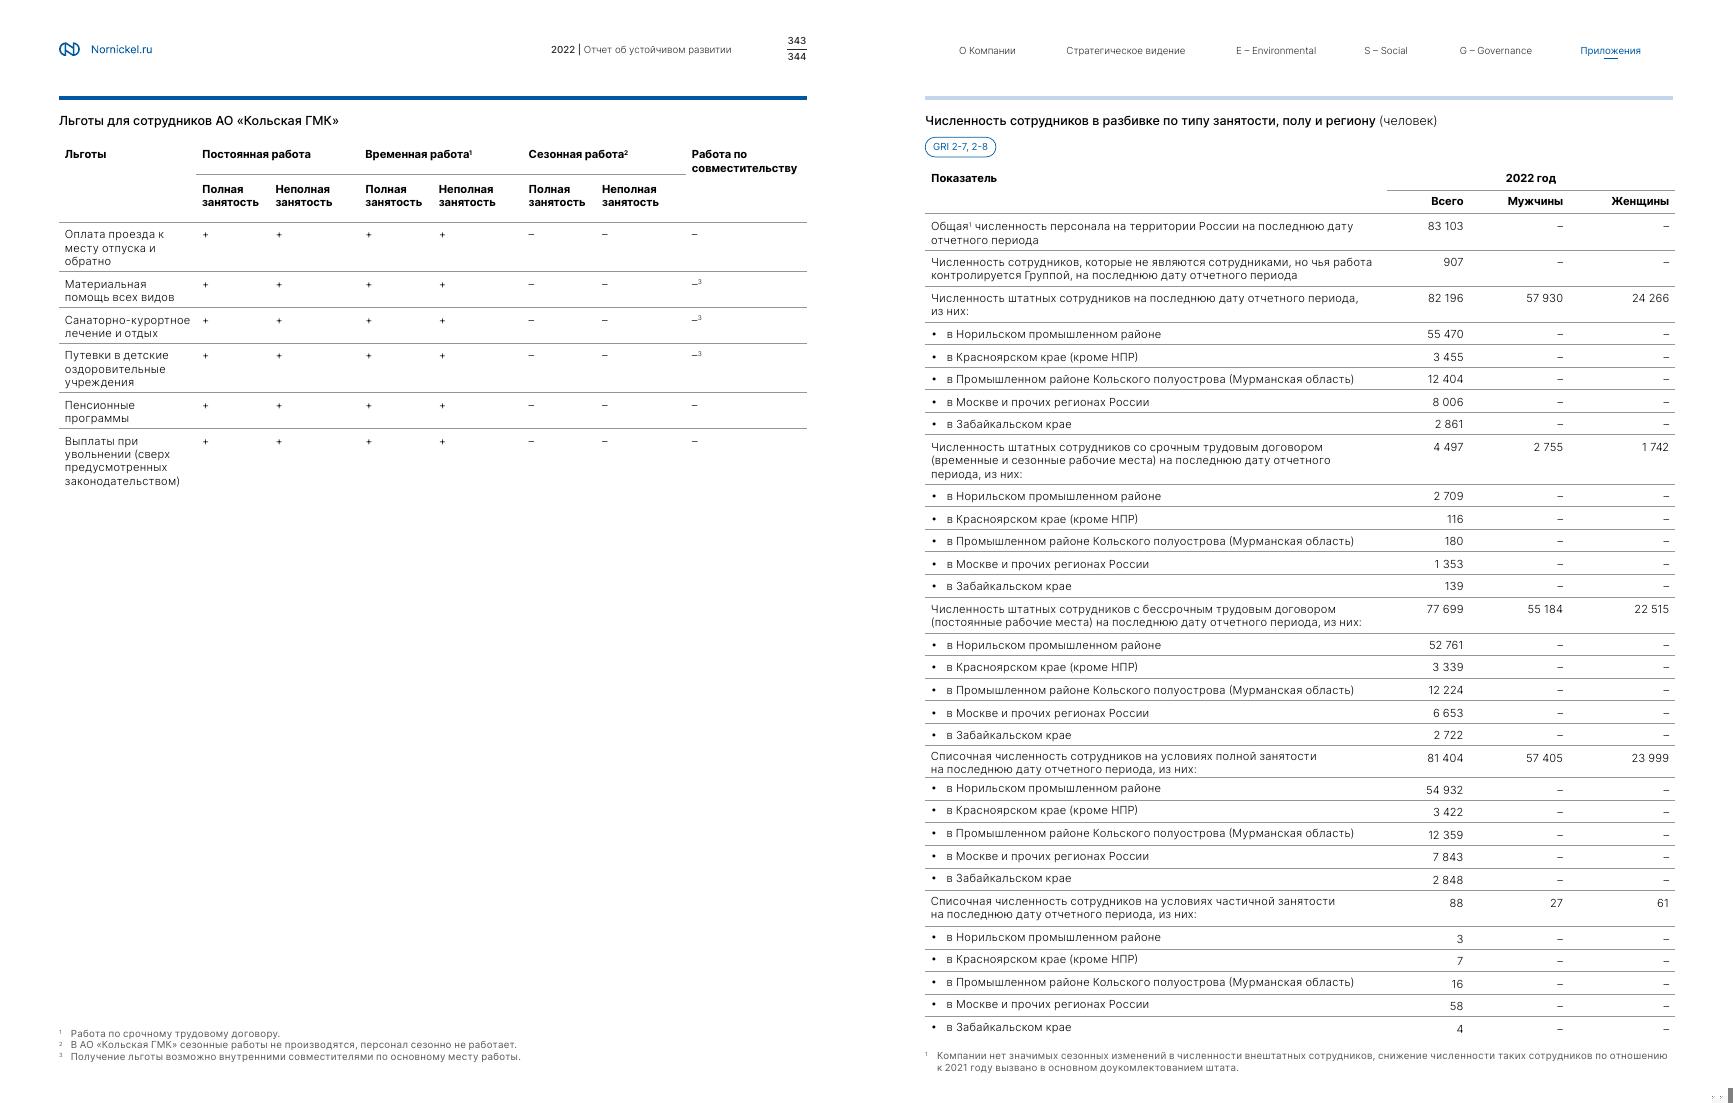 Nornickel.ru
2022 | Отчет об устойчивом развитии
343
344
Льготы для сотрудников АО «Кольская ГМК»
Льготы Постоянная работа Временная работа¹ Сезонная работа² Работа по
совместительству
Полная Неполная Полная Неполная Полная Неполная
занятость занятость занятость занятость занятость занятость
Оплата проезда к + + + + – – –
месту отпуска и
обратно
Материальная + + + + – – –³
помощь всех видов
Санаторно-курортное + + + + – – –³
лечение и отдых
Путевки в детские + + + + – – –³
оздоровительные
учреждения
Пенсионные + + + + – – –
программы
Выплаты при + + + + – – –
увольнении (сверх
предусмотренных
законодательством)
¹ Работа по срочному трудовому договору.
² В АО «Кольская ГМК» сезонные работы не производятся, персонал сезонно не работает.
³ Получение льготы возможно внутренними совместителями по основному месту работы.
О Компании Стратегическое видение E – Environmental S – Social G – Governance Приложения
Численность сотрудников в разбивке по типу занятости, полу и региону (человек)
GRI 2-7, 2-8
Показатель 2022 год
Всего Мужчины Женщины
Общая¹ численность персонала на территории России на последнюю дату 83 103 – –
отчетного периода
Численность сотрудников, которые не являются сотрудниками, но чья работа 907 – –
контролируется Группой, на последнюю дату отчетного периода
Численность штатных сотрудников на последнюю дату отчетного периода, 82 196 57 930 24 266
из них:
• в Норильском промышленном районе 55 470 – –
• в Красноярском крае (кроме НПР) 3 455 – –
• в Промышленном районе Кольского полуострова (Мурманская область) 12 404 – –
• в Москве и прочих регионах России 8 006 – –
• в Забайкальском крае 2 861 – –
Численность штатных сотрудников со срочным трудовым договором 4 497 2 755 1 742
(временные и сезонные рабочие места) на последнюю дату отчетного
периода, из них:
• в Норильском промышленном районе 2 709 – –
• в Красноярском крае (кроме НПР) 116 – –
• в Промышленном районе Кольского полуострова (Мурманская область) 180 – –
• в Москве и прочих регионах России 1 353 – –
• в Забайкальском крае 139 – –
Численность штатных сотрудников с бессрочным трудовым договором 77 699 55 184 22 515
(постоянные рабочие места) на последнюю дату отчетного периода, из них:
• в Норильском промышленном районе 52 761 – –
• в Красноярском крае (кроме НПР) 3 339 – –
• в Промышленном районе Кольского полуострова (Мурманская область) 12 224 – –
• в Москве и прочих регионах России 6 653 – –
• в Забайкальском крае 2 722 – –
Списочная численность сотрудников на условиях полной занятости 81 404 57 405 23 999
на последнюю дату отчетного периода, из них:
• в Норильском промышленном районе 54 932 – –
• в Красноярском крае (кроме НПР) 3 422 – –
• в Промышленном районе Кольского полуострова (Мурманская область) 12 359 – –
• в Москве и прочих регионах России 7 843 – –
• в Забайкальском крае 2 848 – –
Списочная численность сотрудников на условиях частичной занятости 88 27 61
на последнюю дату отчетного периода, из них:
• в Норильском промышленном районе 3 – –
• в Красноярском крае (кроме НПР) 7 – –
• в Промышленном районе Кольского полуострова (Мурманская область) 16 – –
• в Москве и прочих регионах России 58 – –
• в Забайкальском крае 4 – –
¹ Компании нет значимых сезонных изменений в численности внештатных сотрудников, снижение численности таких сотрудников по отношению
к 2021 году вызвано в основном доукомлектованием штата.